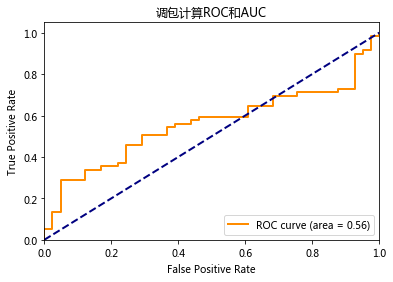 调包计算ROC和AUC
True Positive Rate
1.0
0.8
0.6
0.4
0.2
0.0
ROC curve (area = 0.56)
0.0 0.2 0.4 0.6 0.8 1.0
False Positive Rate